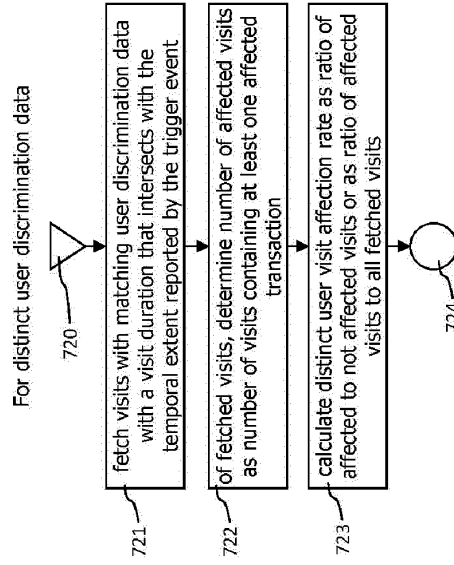 For distinct user discrimination data
720
fetch visits with matching user discrimination data
with a visit duration that intersects with the
temporal extent reported by the trigger event
721
of fetched visits, determine number of affected visits
as number of visits containing at least one affected
transaction
722
calculate distinct user visit affection rate as ratio of
affected to not affected visits or as ratio of affected
visits to all fetched visits
723
724